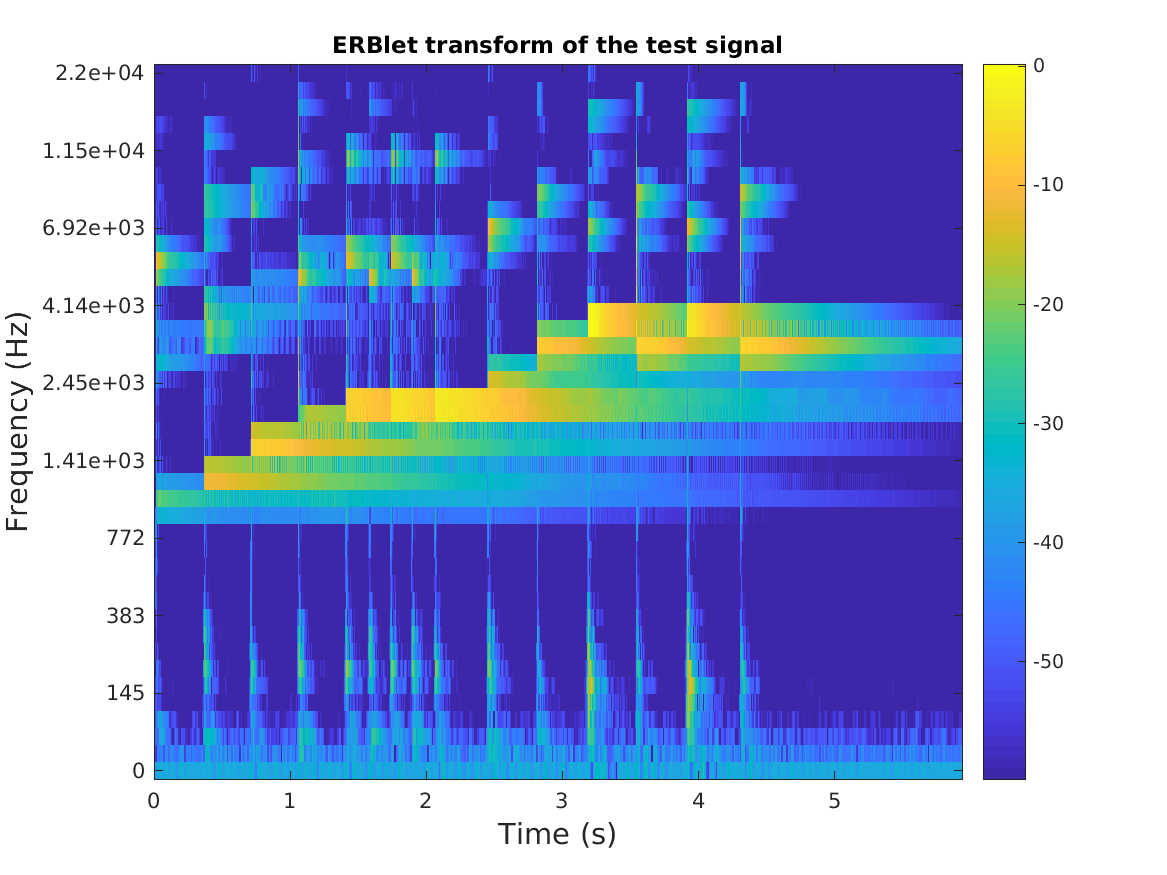 ERBlet transform of the test signal
2.2e+04
1.15e+04
6.92e+03
4.14e+03
2.45e+03
1.41e+03
772
383
145
0
Frequency (Hz)
0 1 2 3 4 5
Time (s)
0
-10
-20
-30
-40
-50